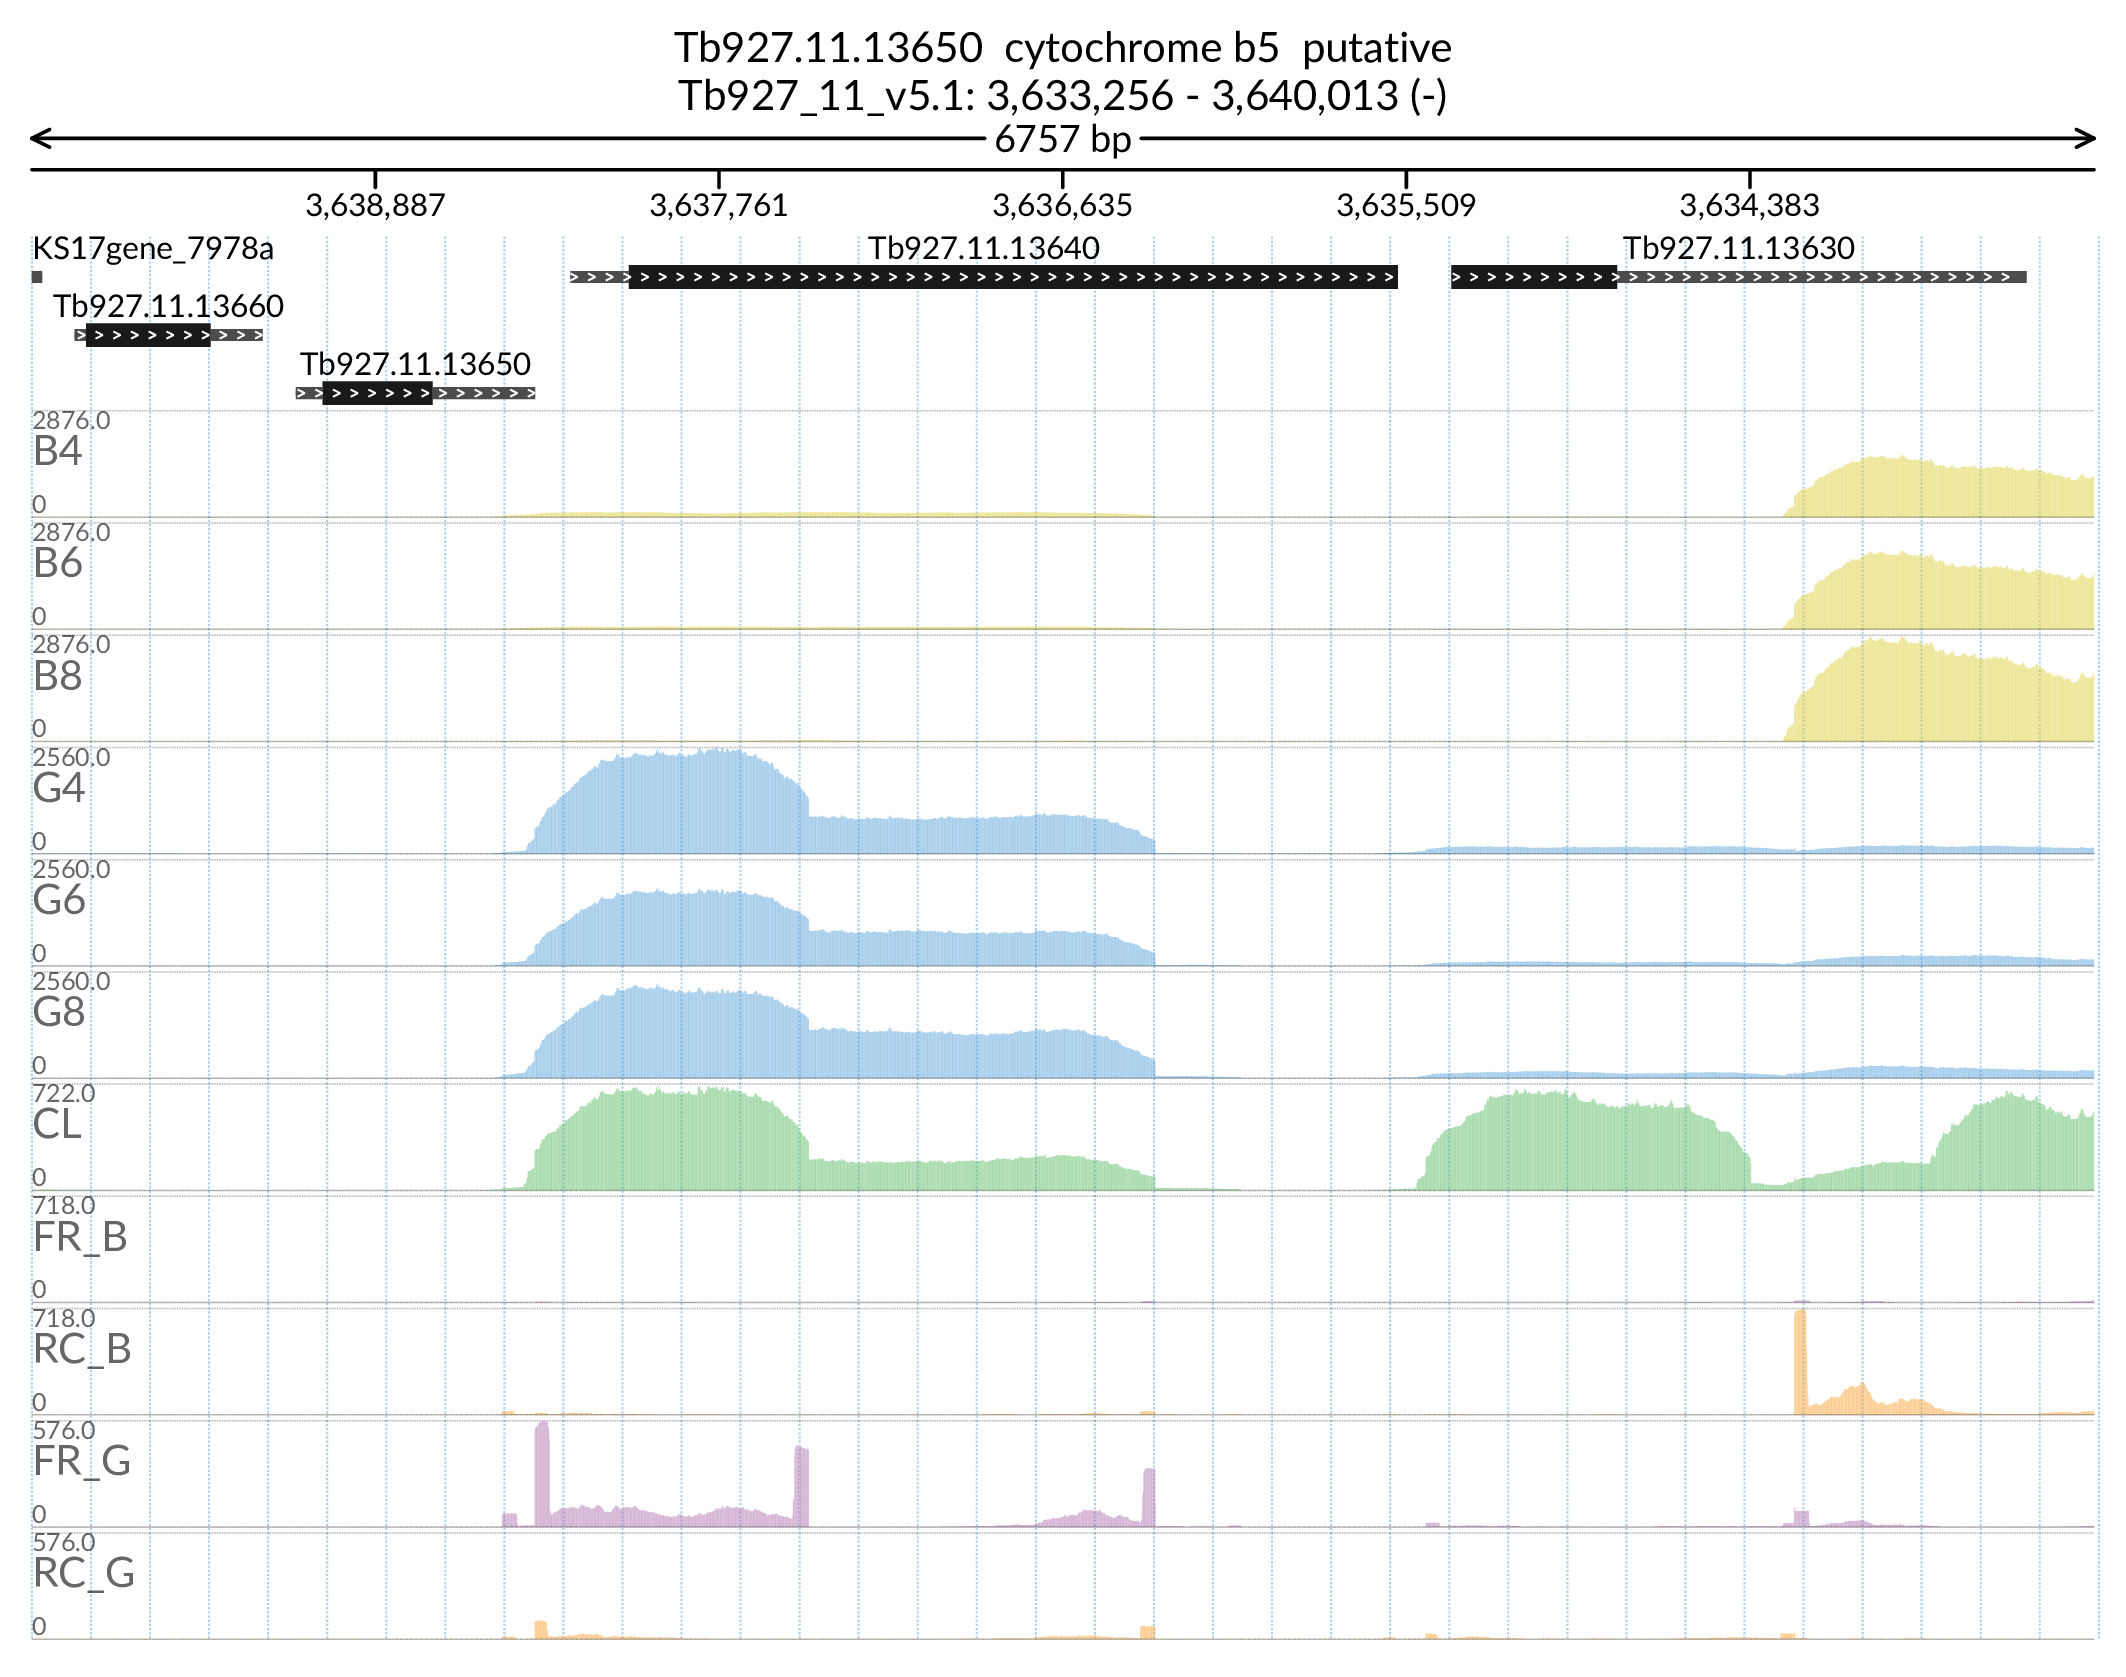 Tb927.11.13650 cytochrome b5 putative
Tb927_11_v5.1: 3,633,256 - 3,640,013 (-)
6757 bp
3,638,887 3,637,761 3,636,635 3,635,509 3,634,383
KS17gene_7978a Tb927.11.13640 Tb927.11.13630
Tb927.11.13660
Tb927.11.13650
2876.0
B4
0
2876.0
B6
0
2876.0
B8
0
2560.0
G4
0
2560.0
G6
0
2560.0
G8
0
722.0
CL
0
718.0
FR_B
0
718.0
RC_B
0
576.0
FR_G
0
576.0
RC_G
0